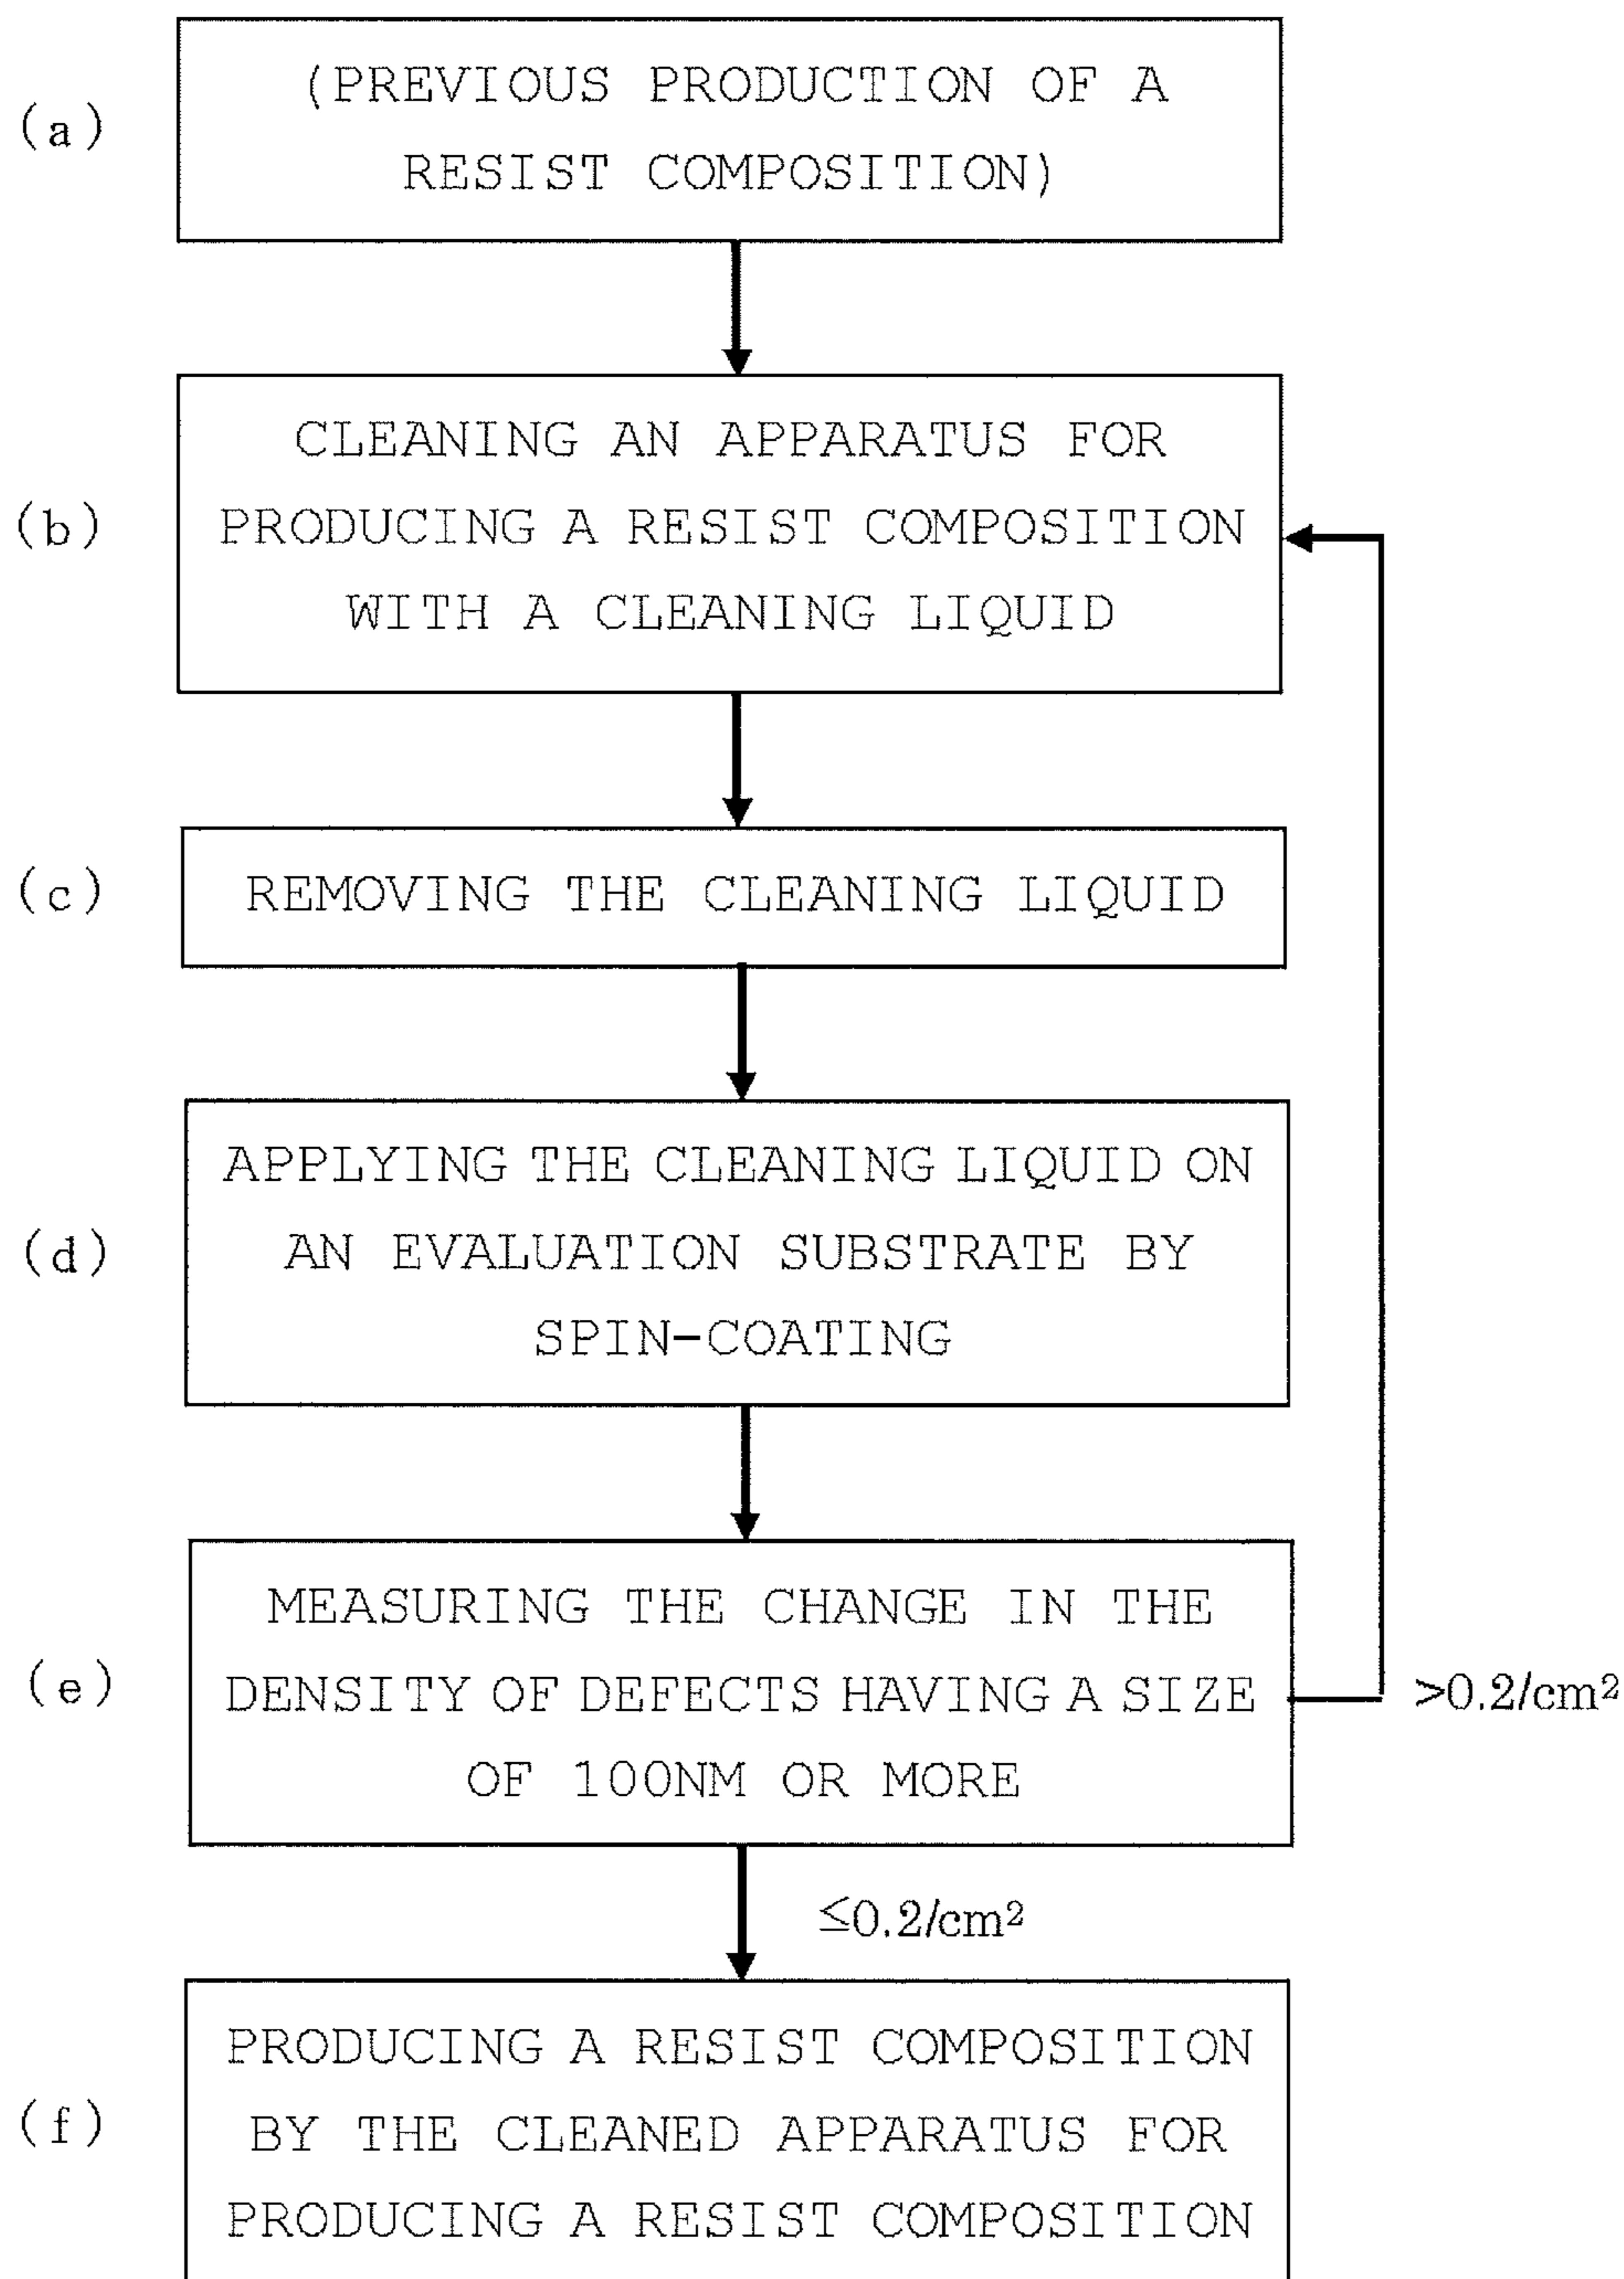 (PREVIOUS PRODUCTION OF A
(a)
RESIST COMPOSITION)
CLEANING AN APPARATUS FOR
(b)
PRODUCING A RESIST COMPOSITION
WITH A CLEANING LIQUID
(c)
REMOVING THE CLEANING LIQUID
APPLYING THE CLEANING LIQUID ON
(d)
AN EVALUATION SUBSTRATE BY
SPIN-COATING
MEASURING THE CHANGE IN THE
(e)
DENSITY OF DEFECTS HAVING A SIZE
>0.2/cm²
OF 100NM OR MORE
≦0.2/cm²
PRODUCING A RESIST COMPOSITION
(f)
BY THE CLEANED APPARATUS FOR
PRODUCING A RESIST COMPOSITION